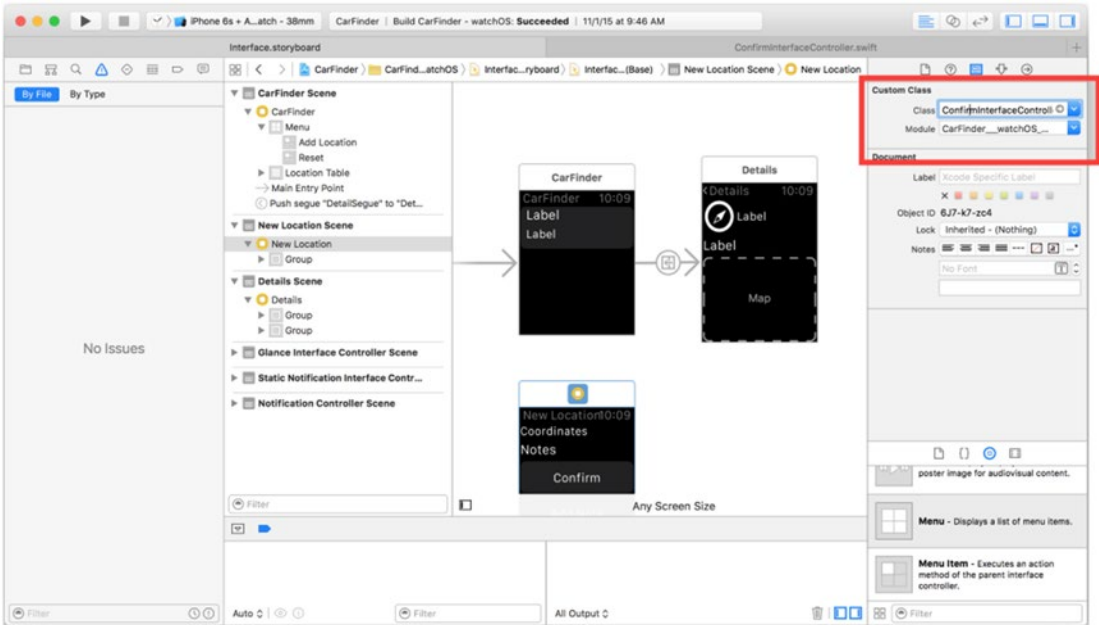 iPhone 6s + A...atch - 38mm
CarFinder | Build CarFinder - watchOS: Succeeded | 11/1/15 at 9:46 AM
Interface.storyboard
ConfirmInterfaceController.swift
CarFinder
CarFind...atchOS
Interfac...ryboard
Interfac...(Base)
New Location Scene
New Location
By File
By Type
No Issues
Filter
CarFinder Scene
CarFinder
Menu
Add Location
Reset
Location Table
Main Entry Point
Push segue "DetailSegue" to "Det...
New Location Scene
New Location
Group
Details Scene
Details
Group
Group
Glance Interface Controller Scene
Static Notification Interface Contr...
Notification Controller Scene
Filter
CarFinder
CarFinder 10:09
Label
Label
Details
<Details 10:09
Label
Label
Map
New Location10:09
Coordinates
Notes
Confirm
Any Screen Size
Auto
Filter
All Output
Custom Class
Class ConfirmInterfaceControll
Module CarFinder__watchOS_...
Document
Label Xcode Specific Label
Object ID 6J7-k7-zc4
Lock Inherited - (Nothing)
Notes
No Font
poster image for audiovisual content.
Menu - Displays a list of menu items.
Menu Item - Executes an action
method of the parent interface
controller.
Filter